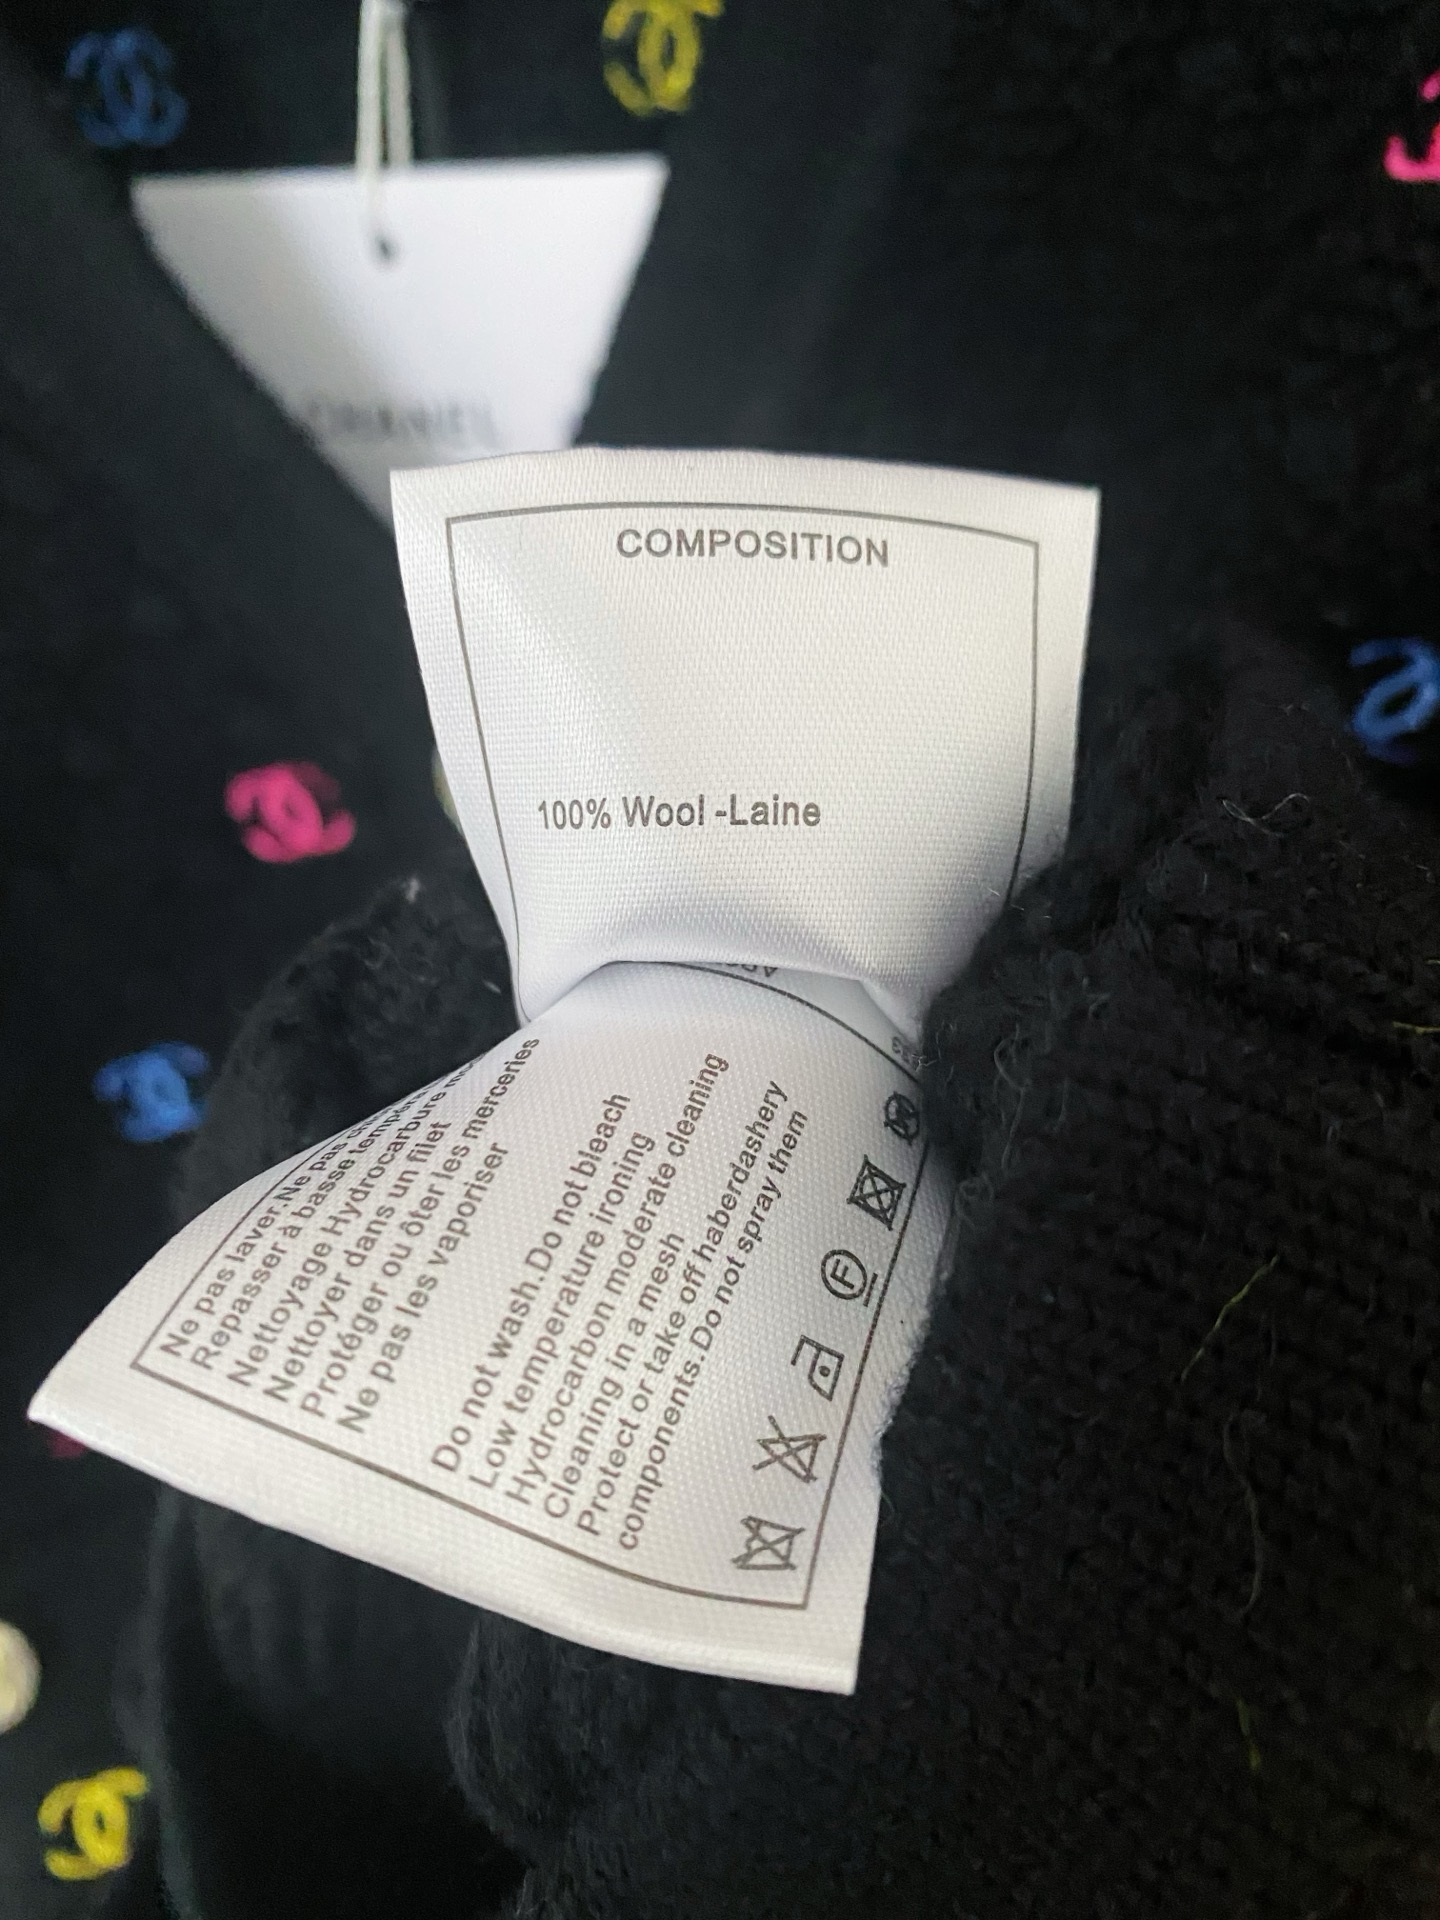 CHANEL
COMPOSITION
100% Wool -Laine
Ne pas laver.Ne pas
Repasser à basse
Nettoyage Hydrocarbure
Nettoyer dans un filet
Protéger ou ôter les merceries
Ne pas les vaporiser
Do not wash.Do not bleach
Low temperature ironing
Hydrocarbon moderate cleaning
Cleaning in a mesh
Protect or take off haberdashery
components.Do not spray them
F